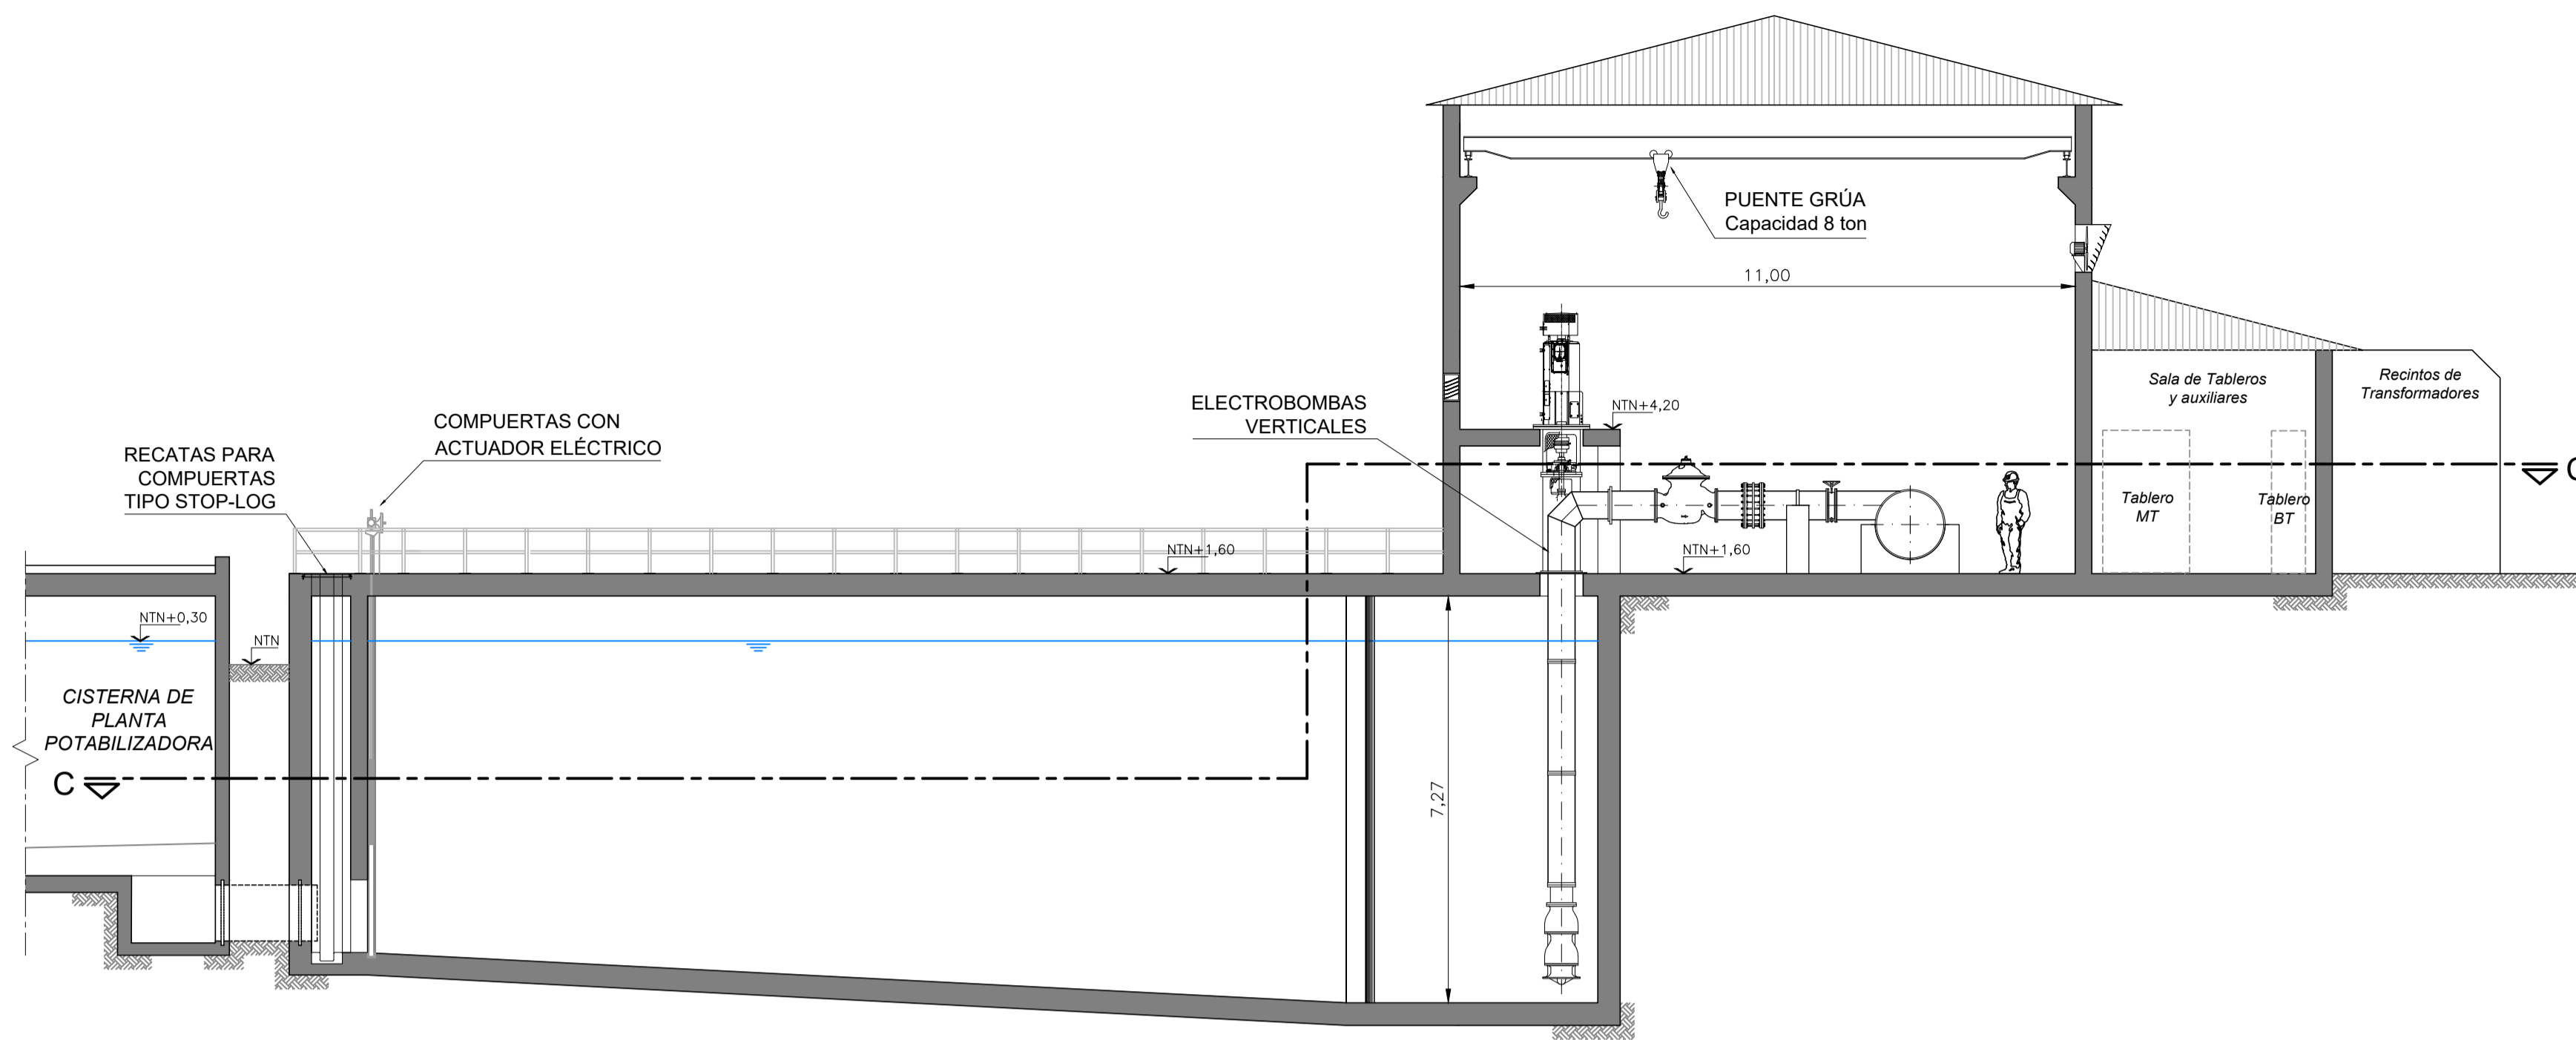 PUENTE GRÚA
Capacidad 8 ton
11,00
Sala de Tableros
y auxiliares
Recintos de
Transformadores
ELECTROBOMBAS
VERTICALES
NTN+4,20
COMPUERTAS CON
ACTUADOR ELÉCTRICO
RECATAS PARA
COMPUERTAS
TIPO STOP-LOG
C
Tablero
MT
Tablero
BT
NTN+1,60
NTN+1,60
NTN+0,30
NTN
CISTERNA DE
PLANTA
POTABILIZADORA
C
7,27